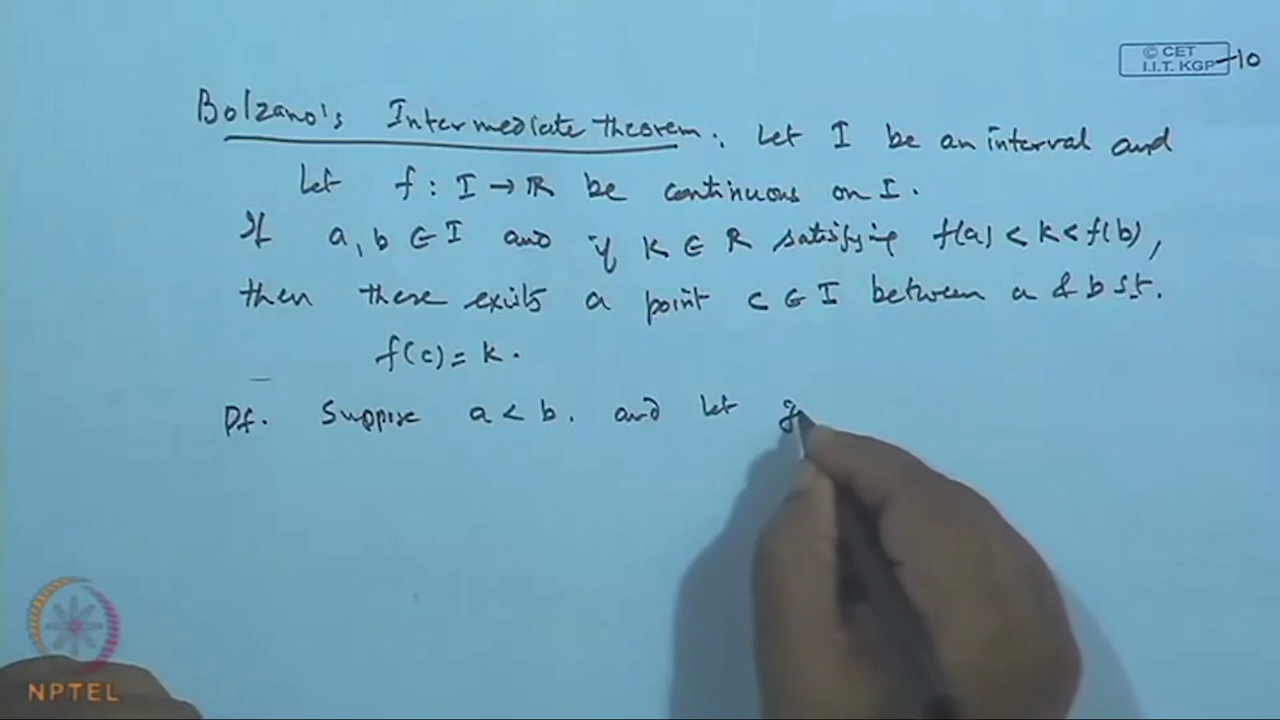 © CET
I.I.T. KGP
10
Bolzano's Intermediate theorem. Let I be an interval and
Let f : I → R be continuous on I.
If a, b ∈ I and if k ∈ R satisfying f(a) < k < f(b),
then there exists a point c ∈ I between a & b s.t.
f(c) = k.
Pf. Suppose a < b. and let g
NPTEL